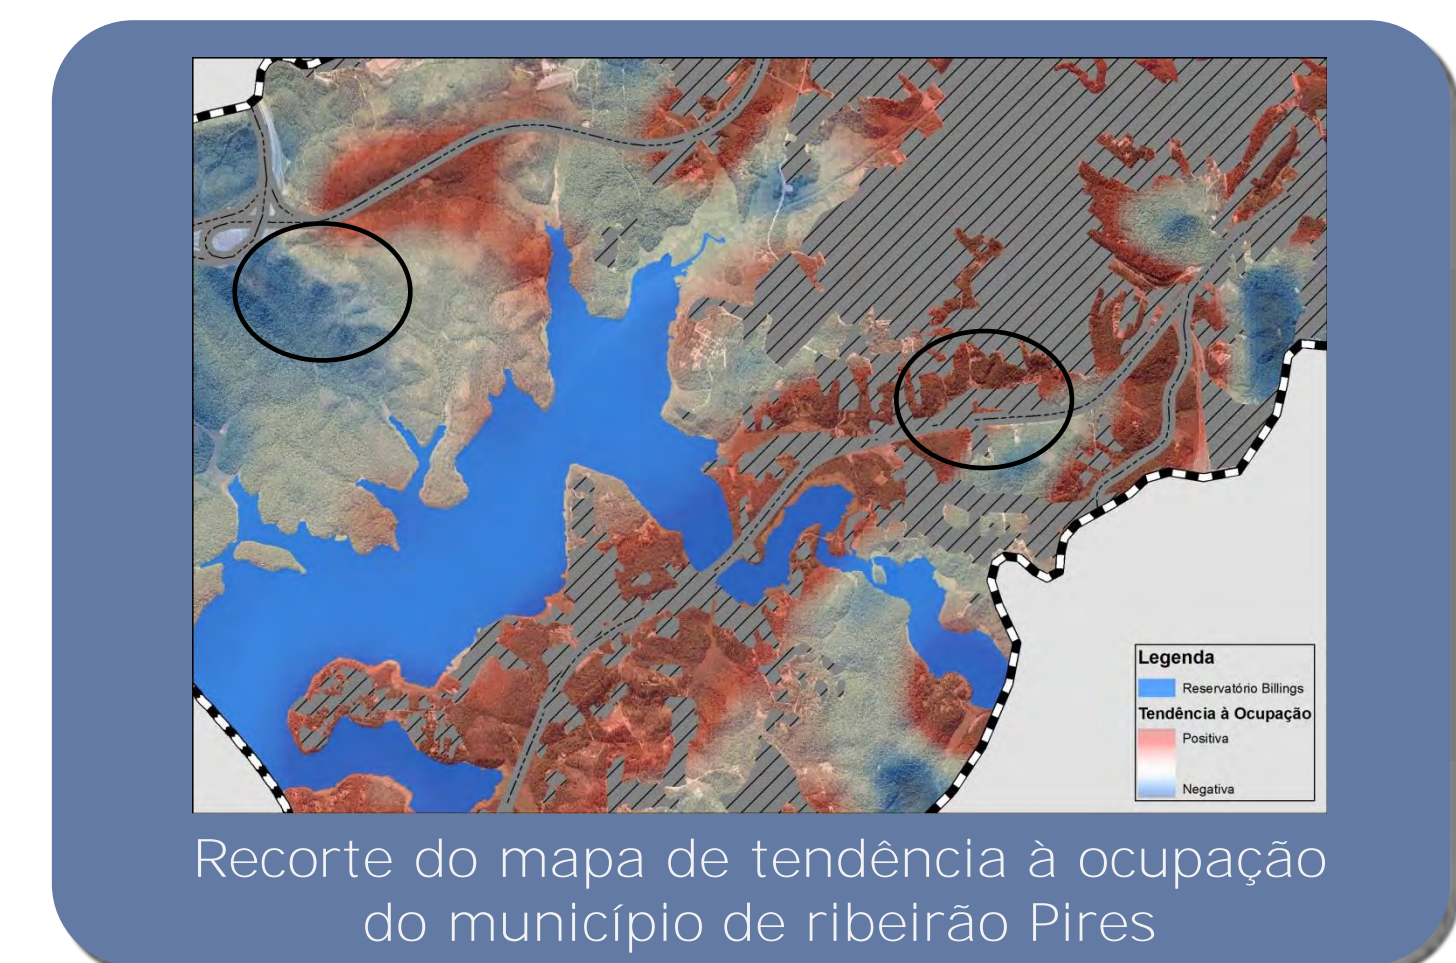 Legenda
Reservatório Billings
Tendência à Ocupação
Positiva
Negativa
Recorte do mapa de tendência à ocupação
do município de ribeirão Pires